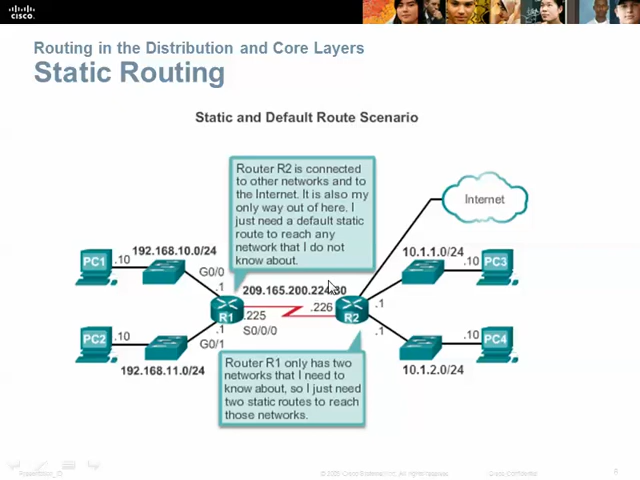 CISCO
Routing in the Distribution and Core Layers
Static Routing
Static and Default Route Scenario
Router R2 is connected
to other networks and to
the Internet. It is also my
only way out of here. I
just need a default static
route to reach any
network that I do not
know about.
Internet
192.168.10.0/24
10.1.1.0/24
PC1
.10
G0/0
.10
PC3
.1
209.165.200.224
30
R1
.225
.226
R2
.1
S0/0/0
.1
G0/1
.1
PC2
.10
.10
PC4
192.168.11.0/24
10.1.2.0/24
Router R1 only has two
networks that I need to
know about, so I just need
two static routes to reach
those networks.
Presentation_ID
Cisco Systems, Inc. All rights reserved.
Cisco Confidential